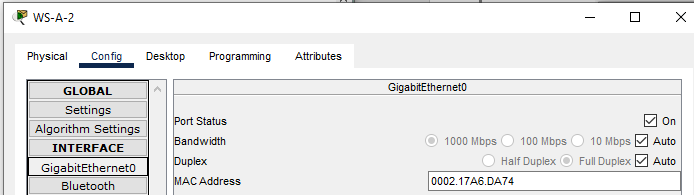 WS-A-2
Physical Config Desktop Programming Attributes
GLOBAL
Settings
Algorithm Settings
INTERFACE
GigabitEthernet0
Bluetooth
GigabitEthernet0
Port Status On
Bandwidth 1000 Mbps 100 Mbps 10 Mbps Auto
Duplex Half Duplex Full Duplex Auto
MAC Address 0002.17A6.DA74